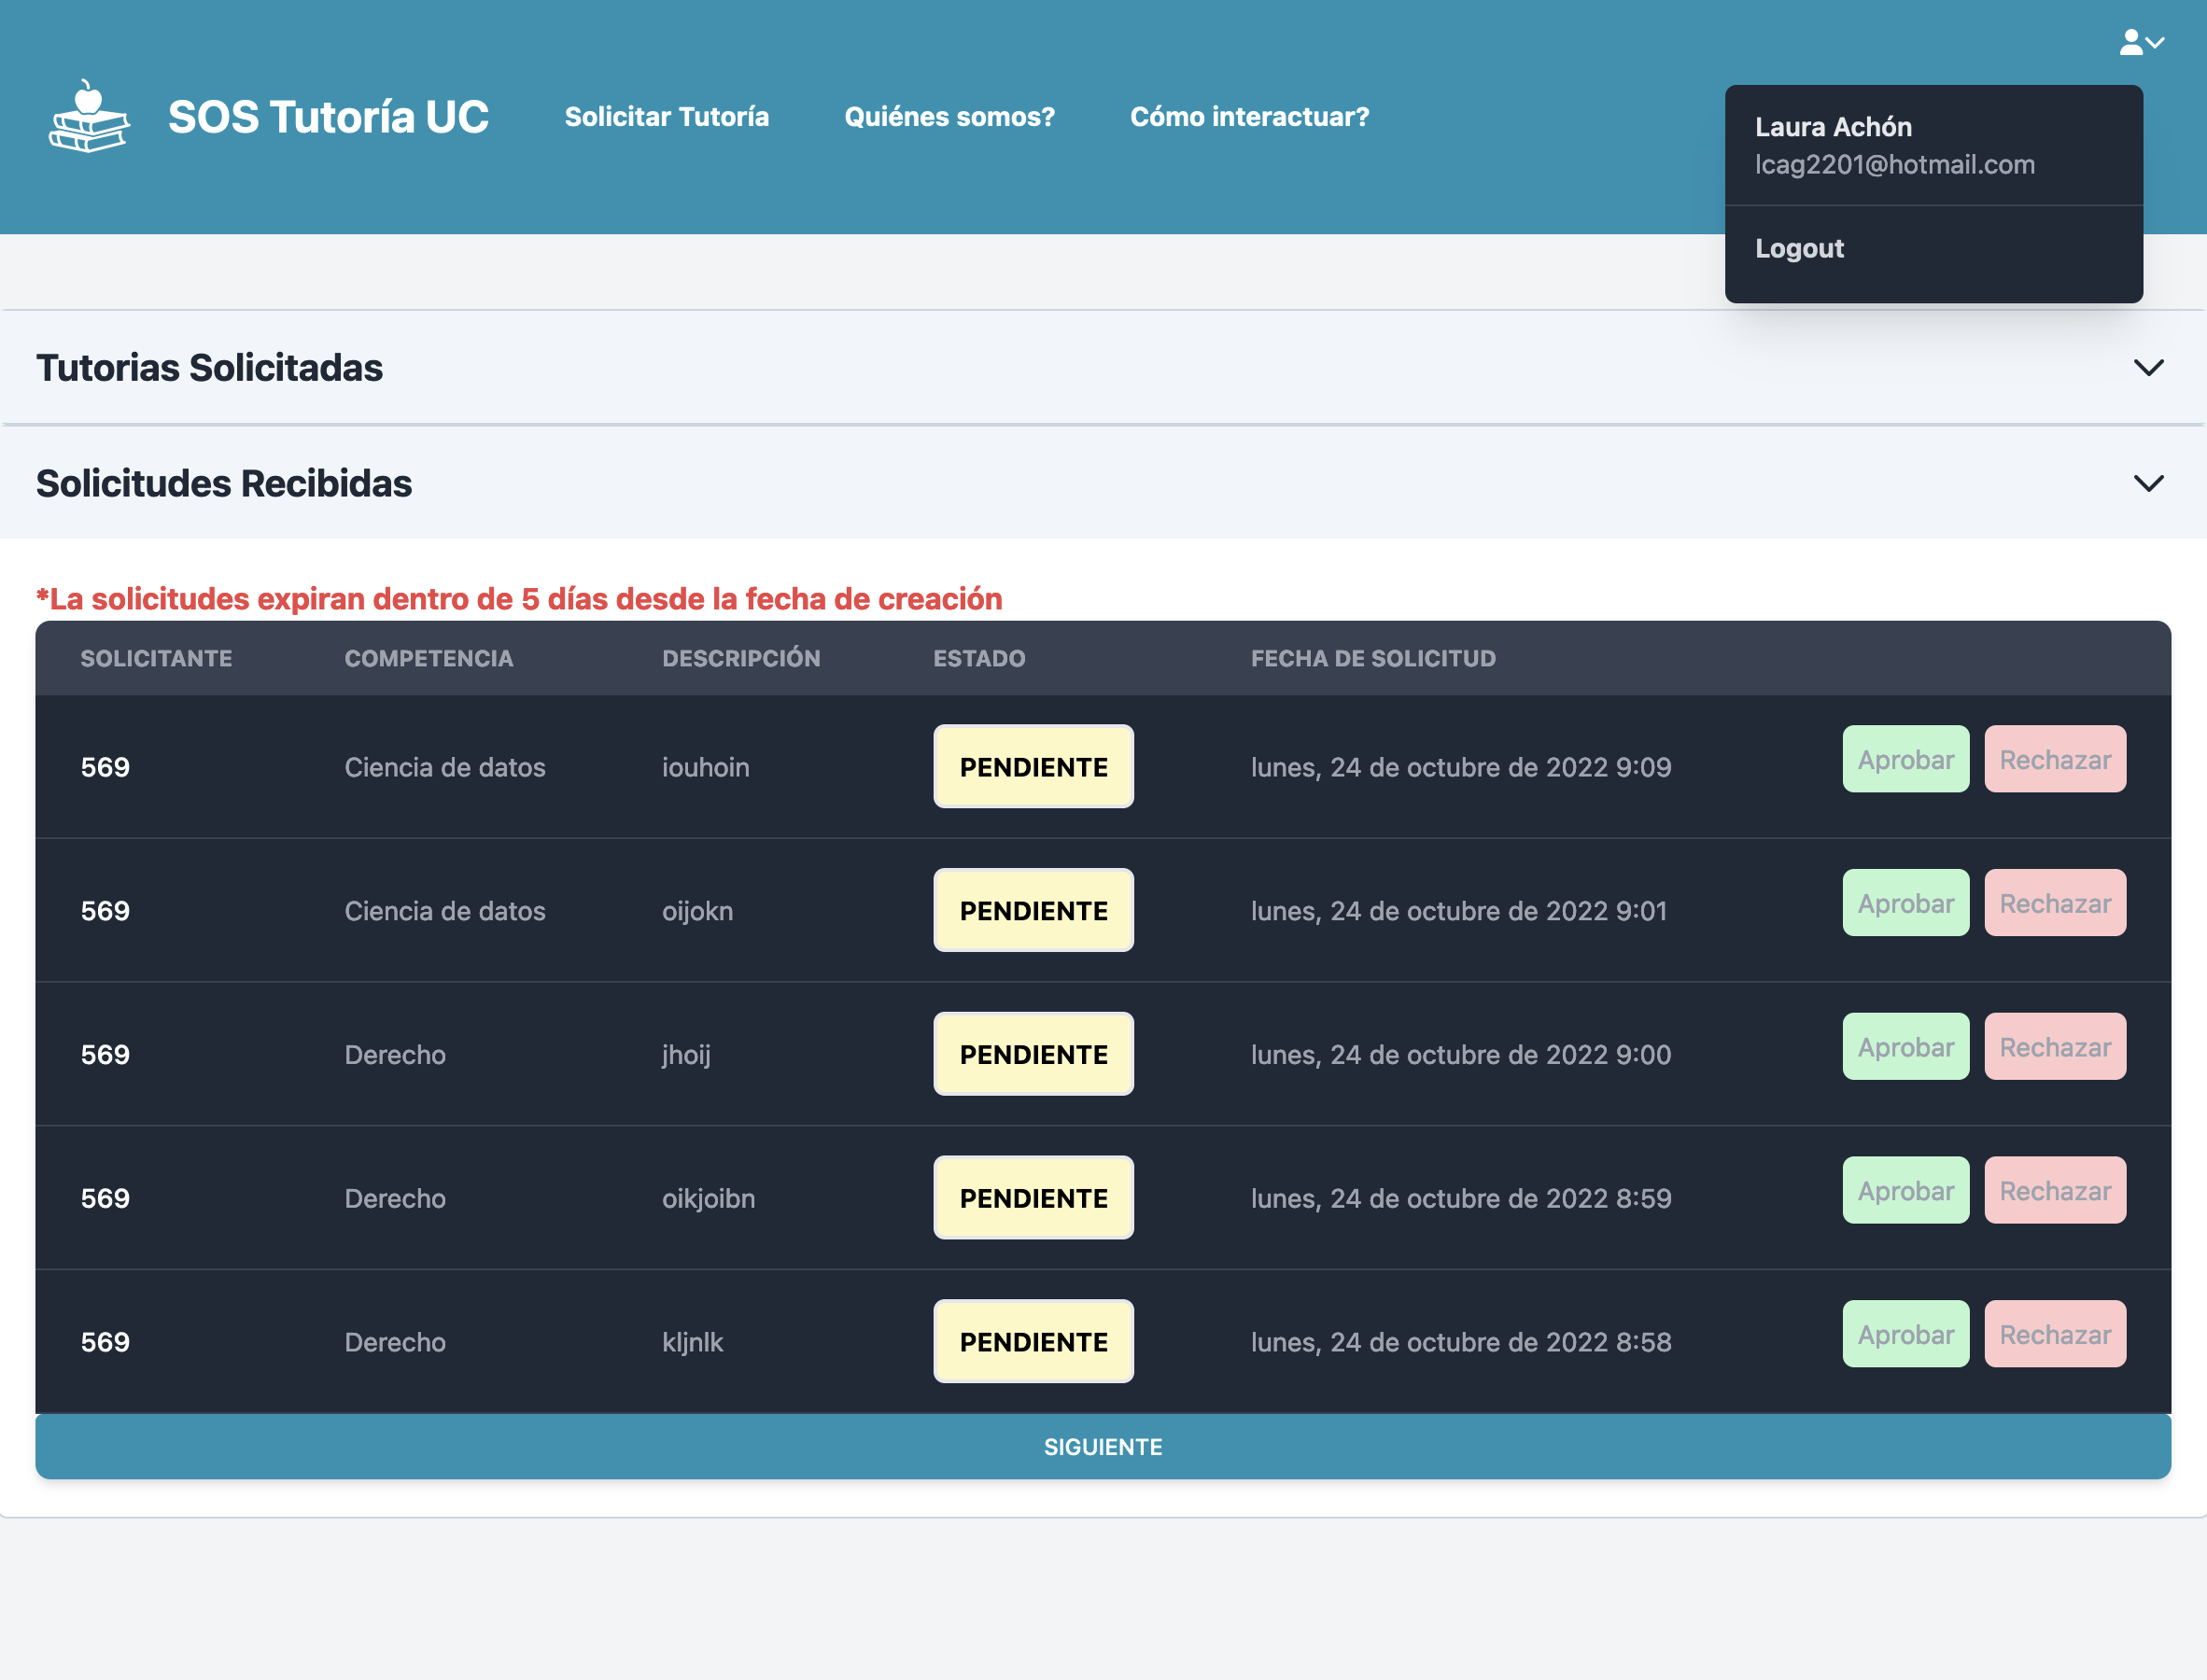 SOS Tutoría UC Solicitar Tutoría Quiénes somos? Cómo interactuar?
Laura Achón
lcag2201@hotmail.com
Logout
Tutorias Solicitadas
Solicitudes Recibidas
*La solicitudes expiran dentro de 5 días desde la fecha de creación
SOLICITANTE COMPETENCIA DESCRIPCIÓN ESTADO FECHA DE SOLICITUD
569 Ciencia de datos iouhoin PENDIENTE lunes, 24 de octubre de 2022 9:09 Aprobar Rechazar
569 Ciencia de datos oijokn PENDIENTE lunes, 24 de octubre de 2022 9:01 Aprobar Rechazar
569 Derecho jhoij PENDIENTE lunes, 24 de octubre de 2022 9:00 Aprobar Rechazar
569 Derecho oikjoibn PENDIENTE lunes, 24 de octubre de 2022 8:59 Aprobar Rechazar
569 Derecho kljnlk PENDIENTE lunes, 24 de octubre de 2022 8:58 Aprobar Rechazar
SIGUIENTE